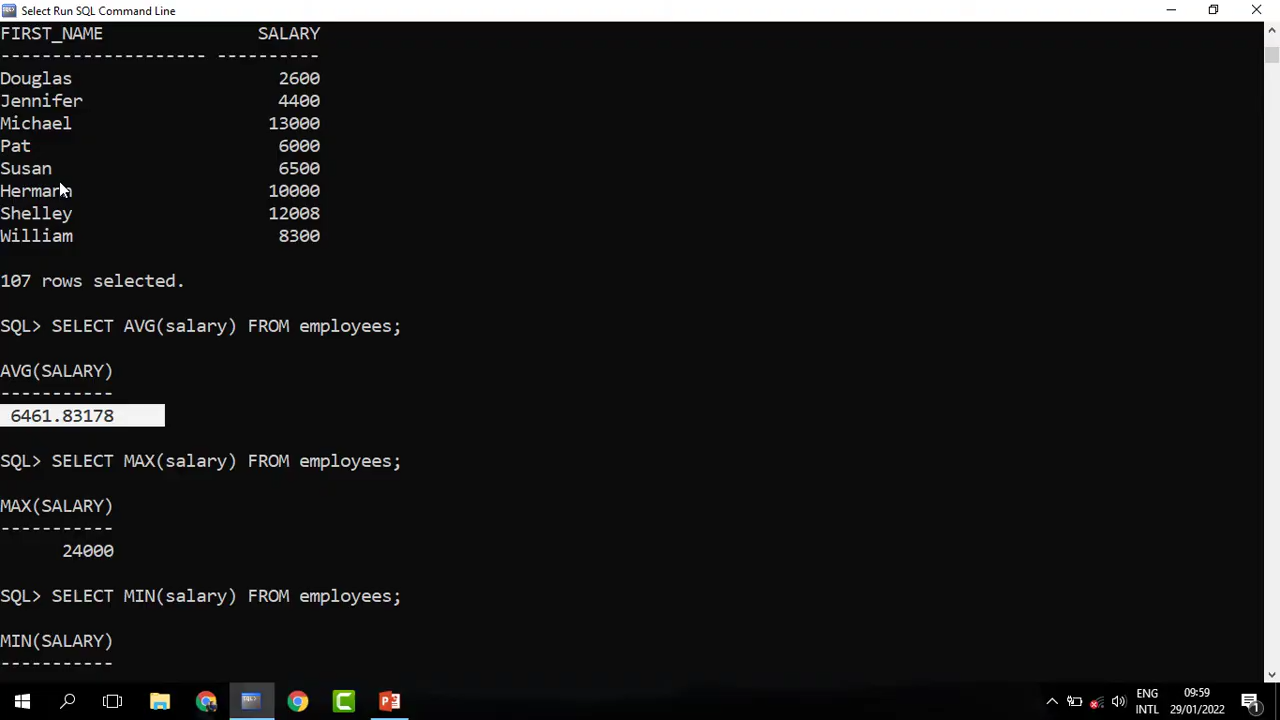 Select Run SQL Command Line
FIRST_NAME SALARY
-------------------- ----------
Douglas 2600
Jennifer 4400
Michael 13000
Pat 6000
Susan 6500
Hermann 10000
Shelley 12008
William 8300
107 rows selected.
SQL> SELECT AVG(salary) FROM employees;
AVG(SALARY)
-----------
6461.83178
SQL> SELECT MAX(salary) FROM employees;
MAX(SALARY)
-----------
24000
SQL> SELECT MIN(salary) FROM employees;
MIN(SALARY)
-----------
ENG 09:59
INTL 29/01/2022
1